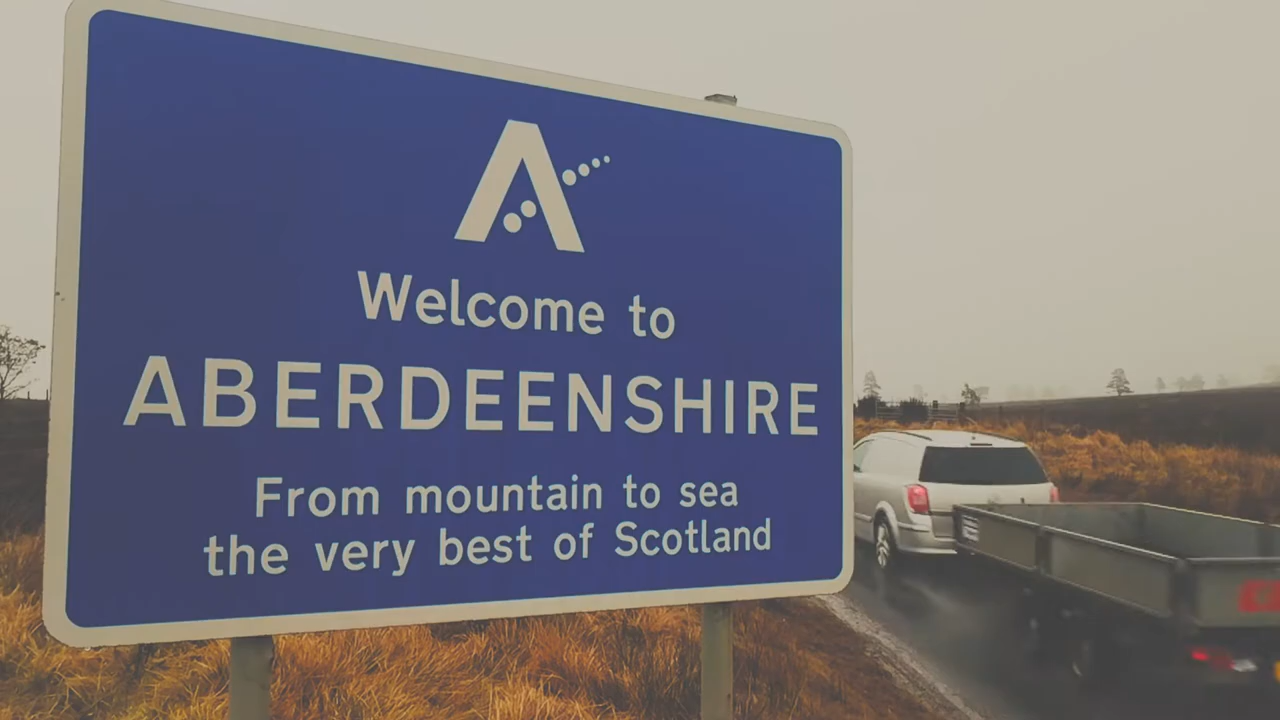 Welcome to
ABERDEENSHIRE
From mountain to sea
the very best of Scotland